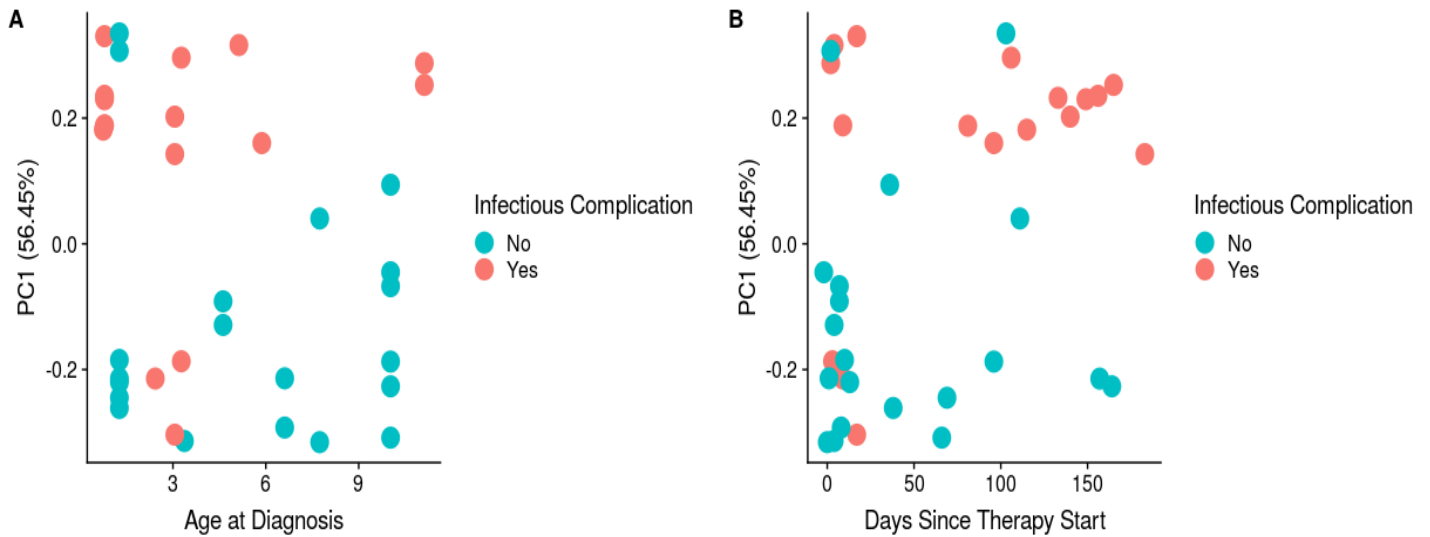 A
PC1 (56.45%)
0.2
0.0
-0.2
3 6 9
Age at Diagnosis
Infectious Complication
No
Yes
B
PC1 (56.45%)
0.2
0.0
-0.2
0 50 100 150
Days Since Therapy Start
Infectious Complication
No
Yes